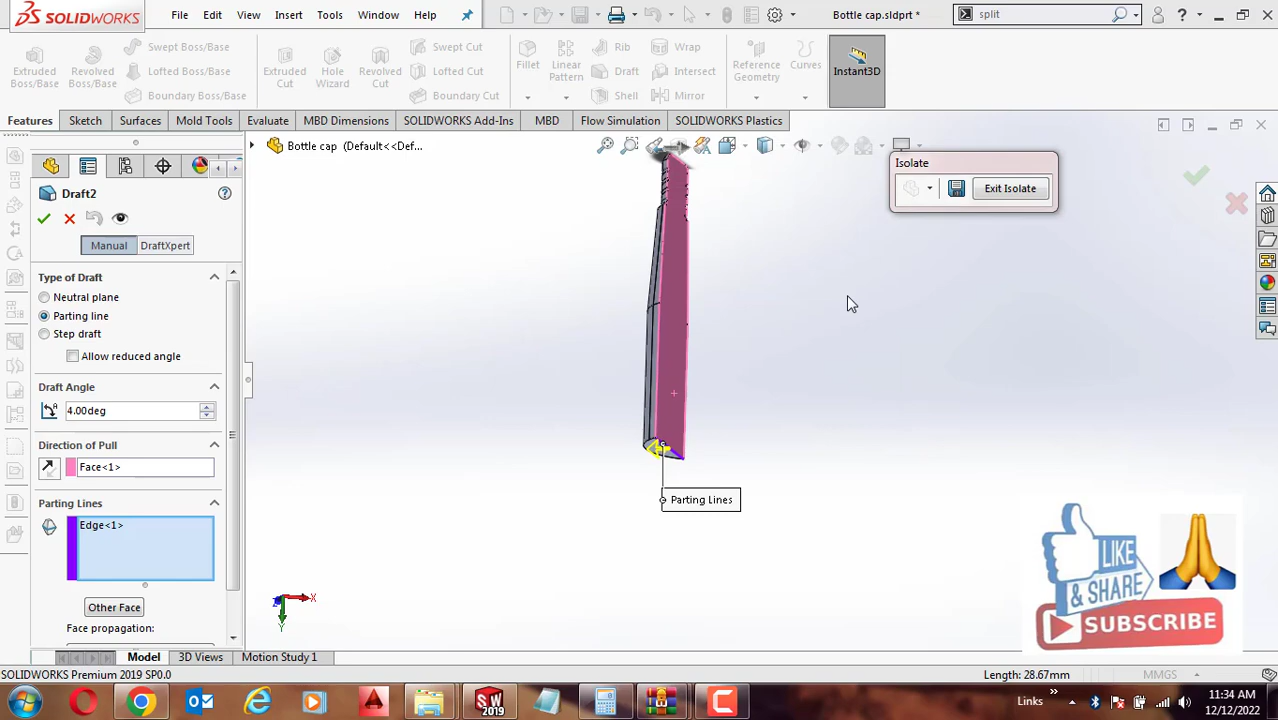 SOLIDWORKS
File Edit View Insert Tools Window Help
Bottle cap.sldprt *
split
Extruded Boss/Base
Revolved Boss/Base
Swept Boss/Base
Lofted Boss/Base
Boundary Boss/Base
Extruded Cut
Hole Wizard
Revolved Cut
Swept Cut
Lofted Cut
Boundary Cut
Fillet
Linear Pattern
Rib
Draft
Shell
Wrap
Intersect
Mirror
Reference Geometry
Curves
Instant3D
Features Sketch Surfaces Mold Tools Evaluate MBD Dimensions SOLIDWORKS Add-Ins MBD Flow Simulation SOLIDWORKS Plastics
Bottle cap (Default<<Def...
Isolate
Exit Isolate
Draft2
Manual DraftXpert
Type of Draft
Neutral plane
Parting line
Step draft
Allow reduced angle
Draft Angle
4.00deg
Direction of Pull
Face<1>
Parting Lines
Edge<1>
Other Face
Face propagation:
Parting Lines
X
Y
LIKE
& SHARE
SUBSCRIBE
Model 3D Views Motion Study 1
SOLIDWORKS Premium 2019 SP0.0
Length: 28.67mm
MMGS
SW
2019
Links
11:34 AM
12/12/2022